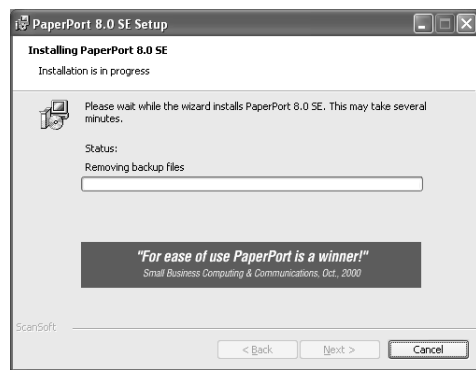 PaperPort 8.0 SE Setup
Installing PaperPort 8.0 SE
Installation is in progress
Please wait while the wizard installs PaperPort 8.0 SE. This may take several
minutes.
Status:
Removing backup files
"For ease of use PaperPort is a winner!"
Small Business Computing & Communications, Oct., 2000
ScanSoft
< Back
Next >
Cancel